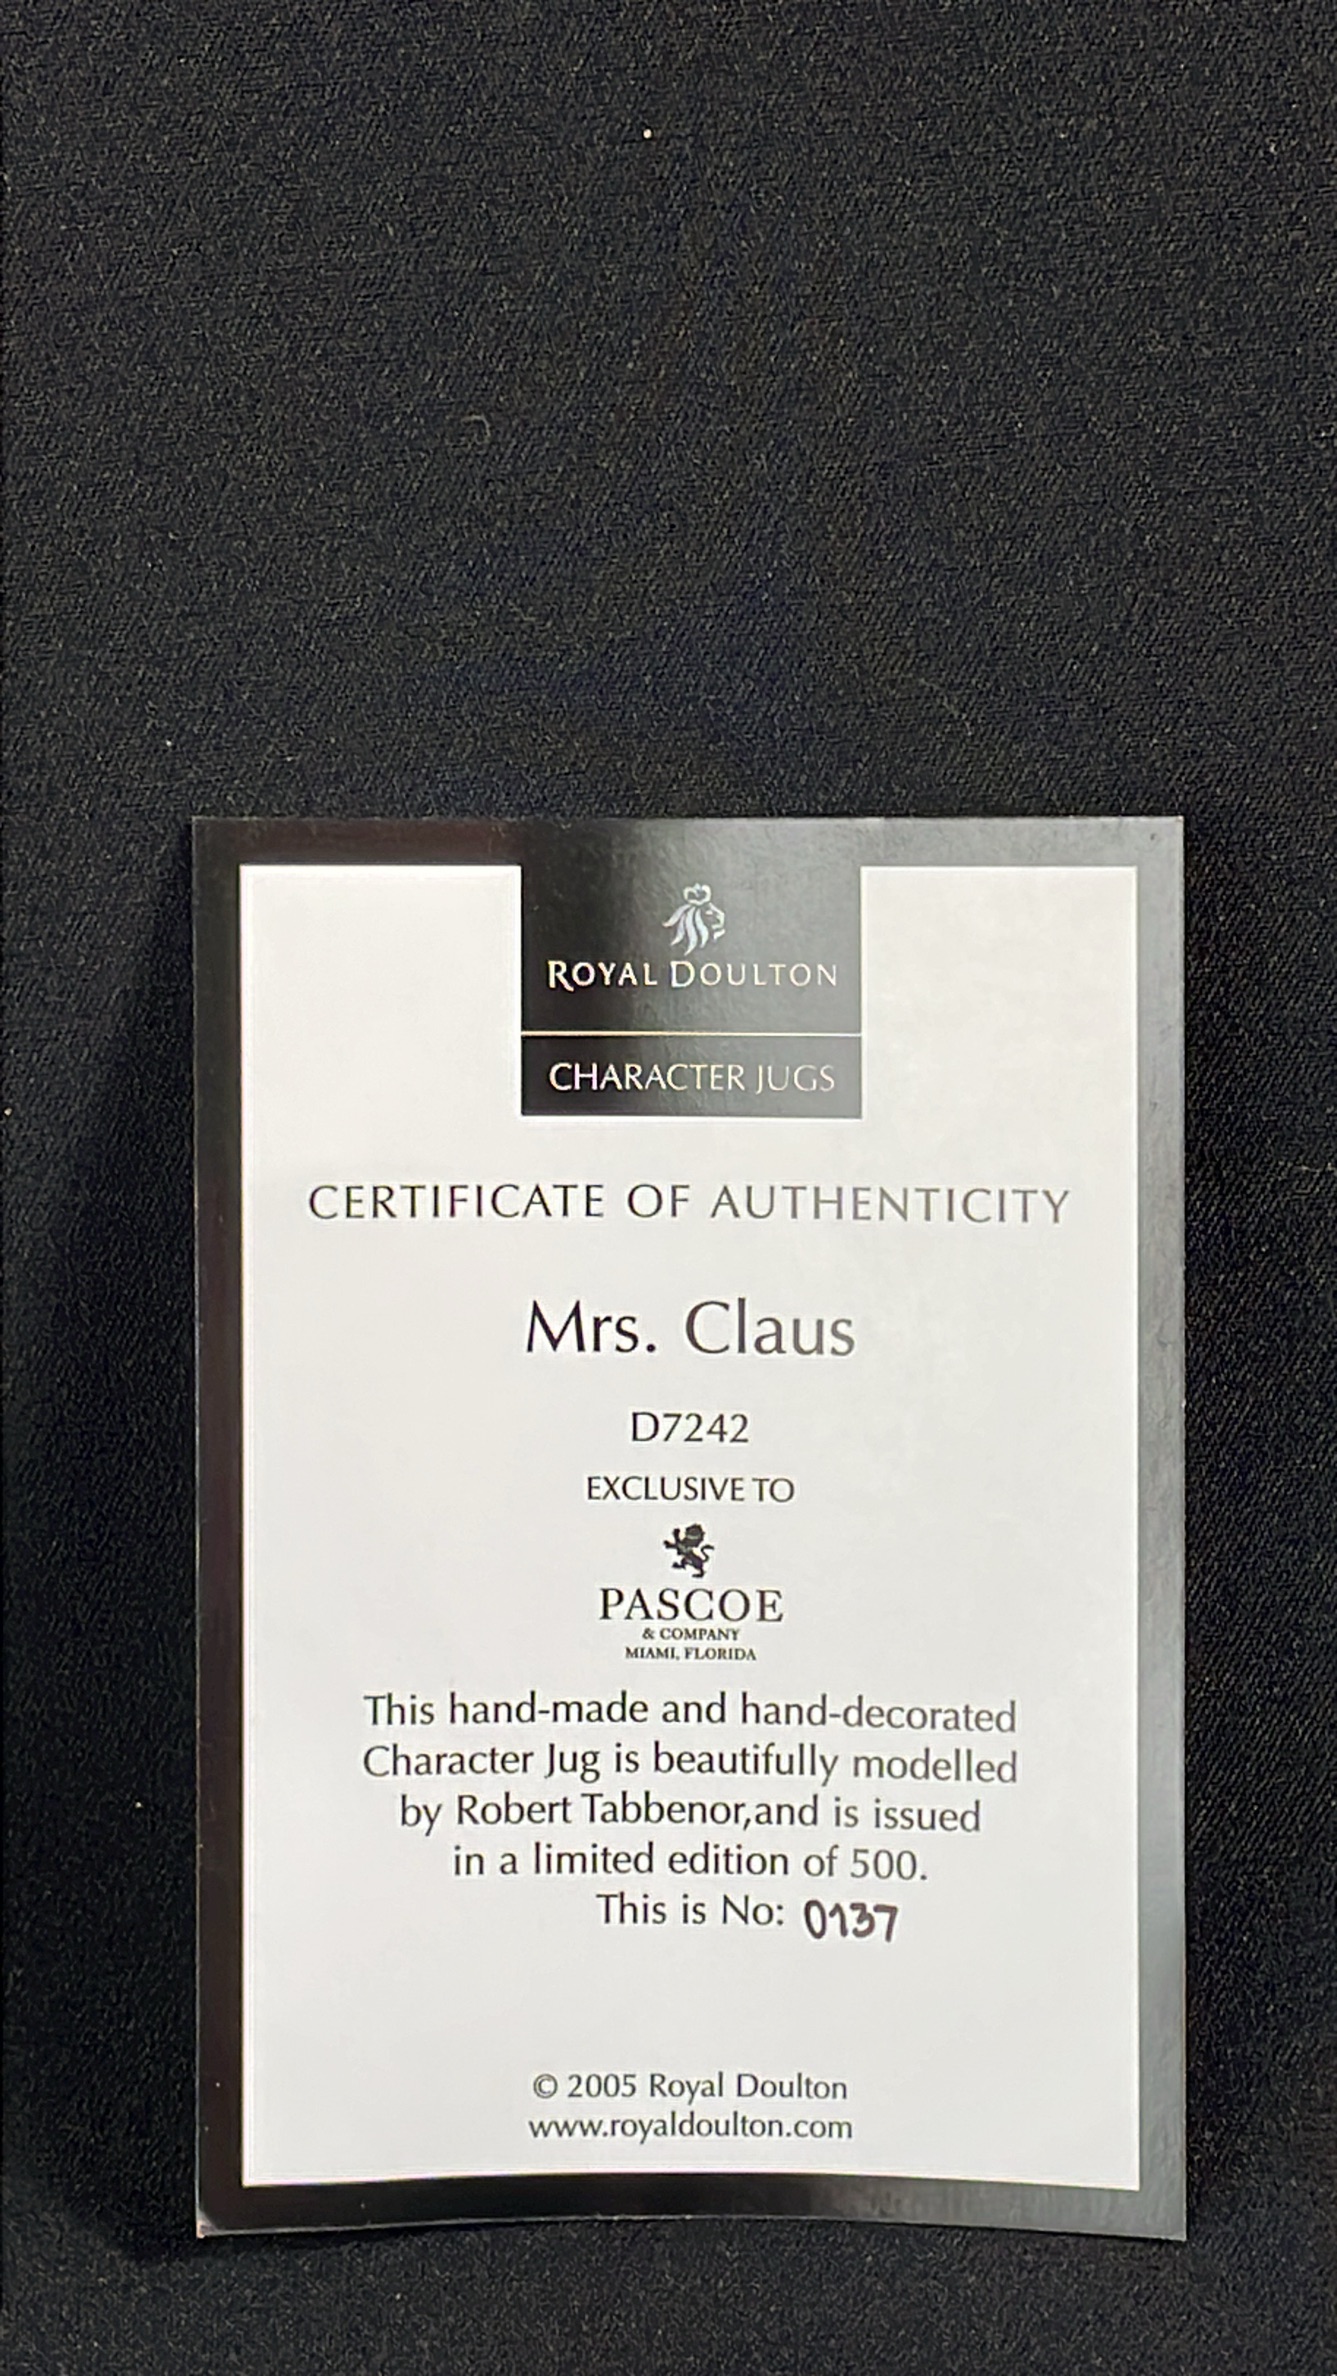 ROYAL DOULTON
CHARACTER JUGS
CERTIFICATE OF AUTHENTICITY
Mrs. Claus
D7242
EXCLUSIVE TO
PASCOE
& COMPANY
MIAMI, FLORIDA
This hand-made and hand-decorated
Character Jug is beautifully modelled
by Robert Tabbenor,and is issued
in a limited edition of 500.
This is No: 0137
© 2005 Royal Doulton
www.royaldoulton.com